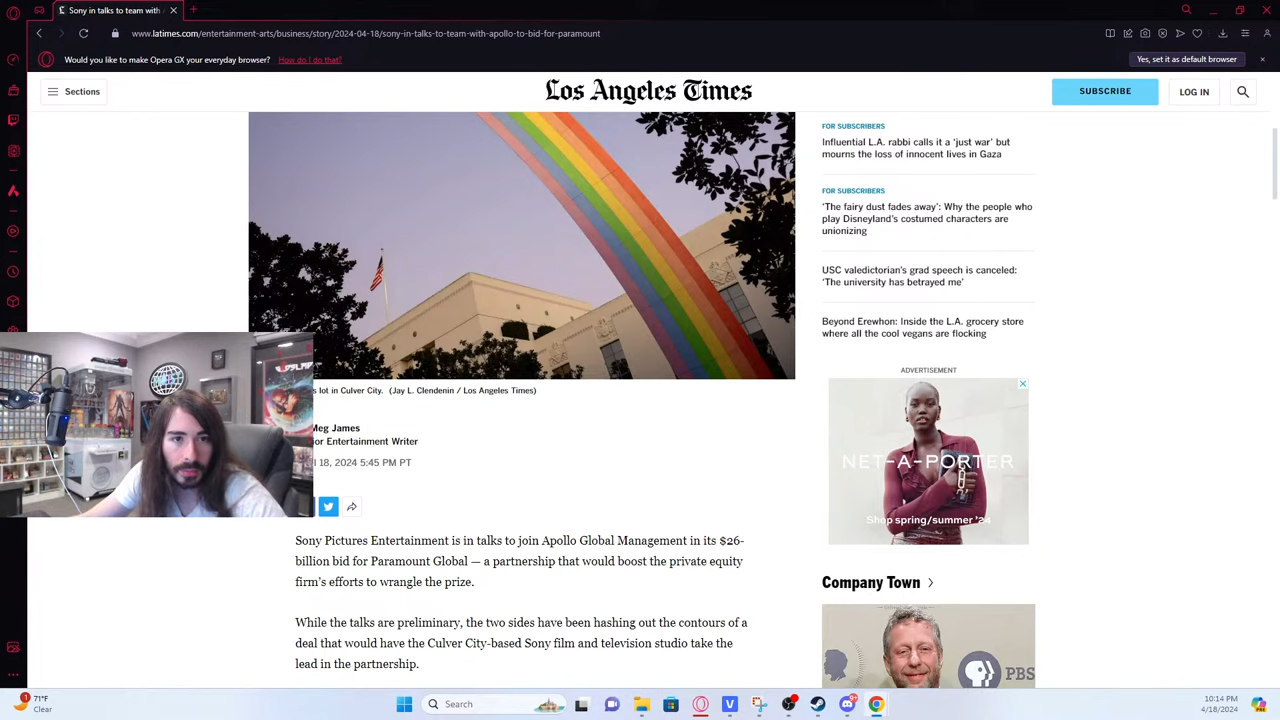 Sony in talks to team with
www.latimes.com/entertainment-arts/business/story/2024-04-18/sony-in-talks-to-team-with-apollo-to-bid-for-paramount
Would you like to make Opera GX your everyday browser? How do I do that?
Yes, set it as default browser
Sections
Los Angeles Times
SUBSCRIBE
LOG IN
FOR SUBSCRIBERS
Influential L.A. rabbi calls it a ‘just war’ but
mourns the loss of innocent lives in Gaza
FOR SUBSCRIBERS
‘The fairy dust fades away’: Why the people who
play Disneyland’s costumed characters are
unionizing
USC valedictorian’s grad speech is canceled:
‘The university has betrayed me’
Beyond Erewhon: Inside the L.A. grocery store
where all the cool vegans are flocking
ADVERTISEMENT
NET-A-PORTER
Shop spring/summer ’24
Company Town
PBS
lot in Culver City. (Jay L. Clendenin / Los Angeles Times)
Meg James
Entertainment Writer
18, 2024 5:45 PM PT
Sony Pictures Entertainment is in talks to join Apollo Global Management in its $26-
billion bid for Paramount Global — a partnership that would boost the private equity
firm’s efforts to wrangle the prize.
While the talks are preliminary, the two sides have been hashing out the contours of a
deal that would have the Culver City-based Sony film and television studio take the
lead in the partnership.
1
71°F
Clear
Search
9+
10:14 PM
4/18/2024